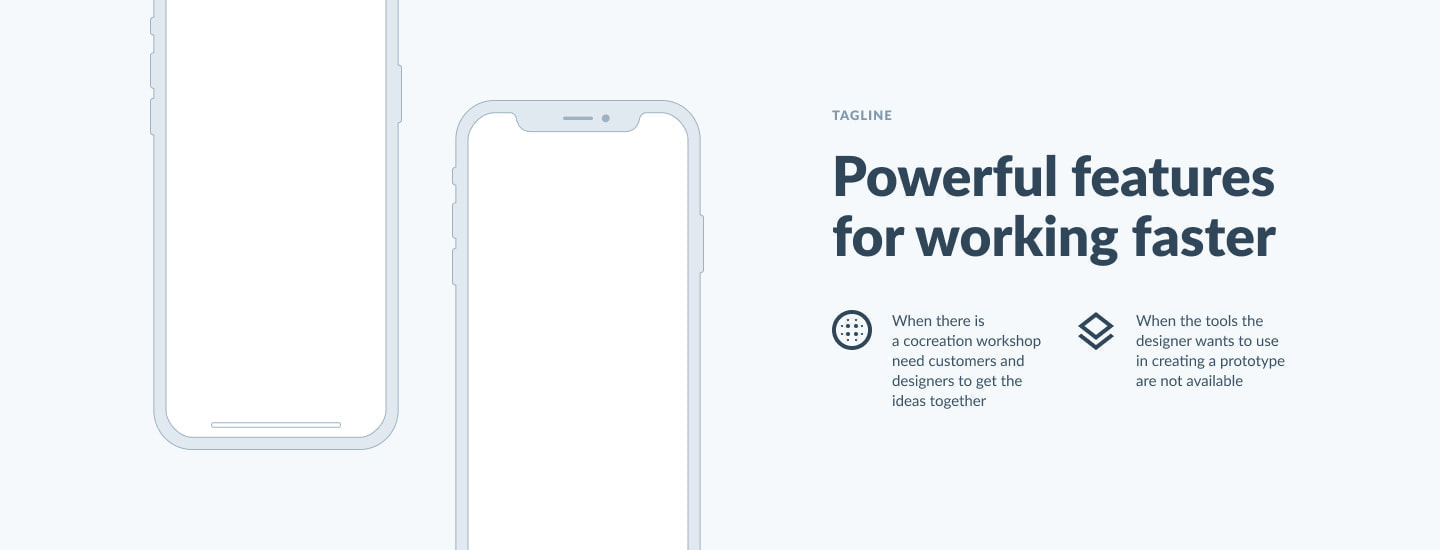 TAGLINE
Powerful features
for working faster
When there is
a cocreation workshop
need customers and
designers to get the
ideas together
When the tools the
designer wants to use
in creating a prototype
are not available